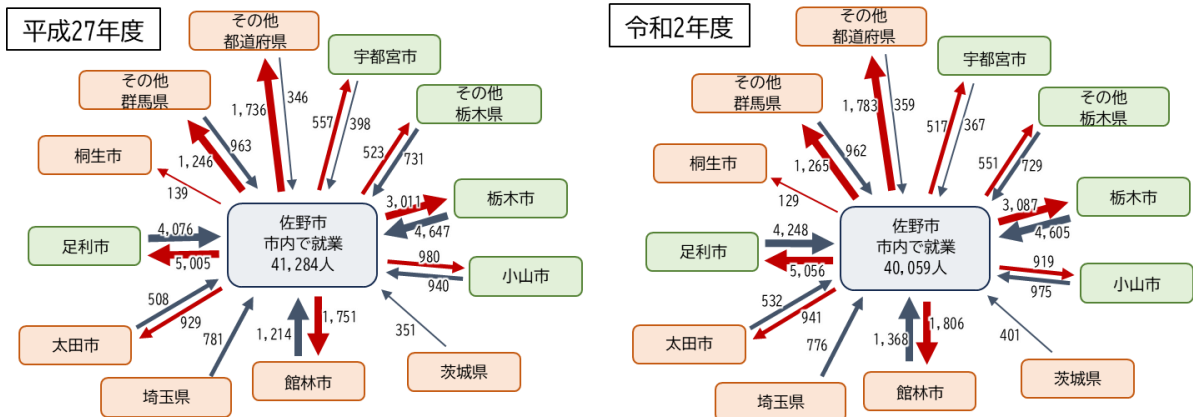 平成27年度
その他
都道府県
宇都宮市
その他
群馬県
その他
栃木県
桐生市
栃木市
足利市
小山市
太田市
埼玉県
館林市
茨城県
佐野市
市内で就業
41,284人
1,736
346
557
398
523
731
963
1,246
139
3,011
4,647
4,076
5,005
980
940
508
929
781
1,214
1,751
351
令和2年度
その他
都道府県
宇都宮市
その他
群馬県
その他
栃木県
桐生市
栃木市
足利市
小山市
太田市
埼玉県
館林市
茨城県
佐野市
市内で就業
40,059人
1,783
359
517
367
551
729
962
1,265
129
3,087
4,605
4,248
5,056
919
975
532
941
776
1,368
1,806
401